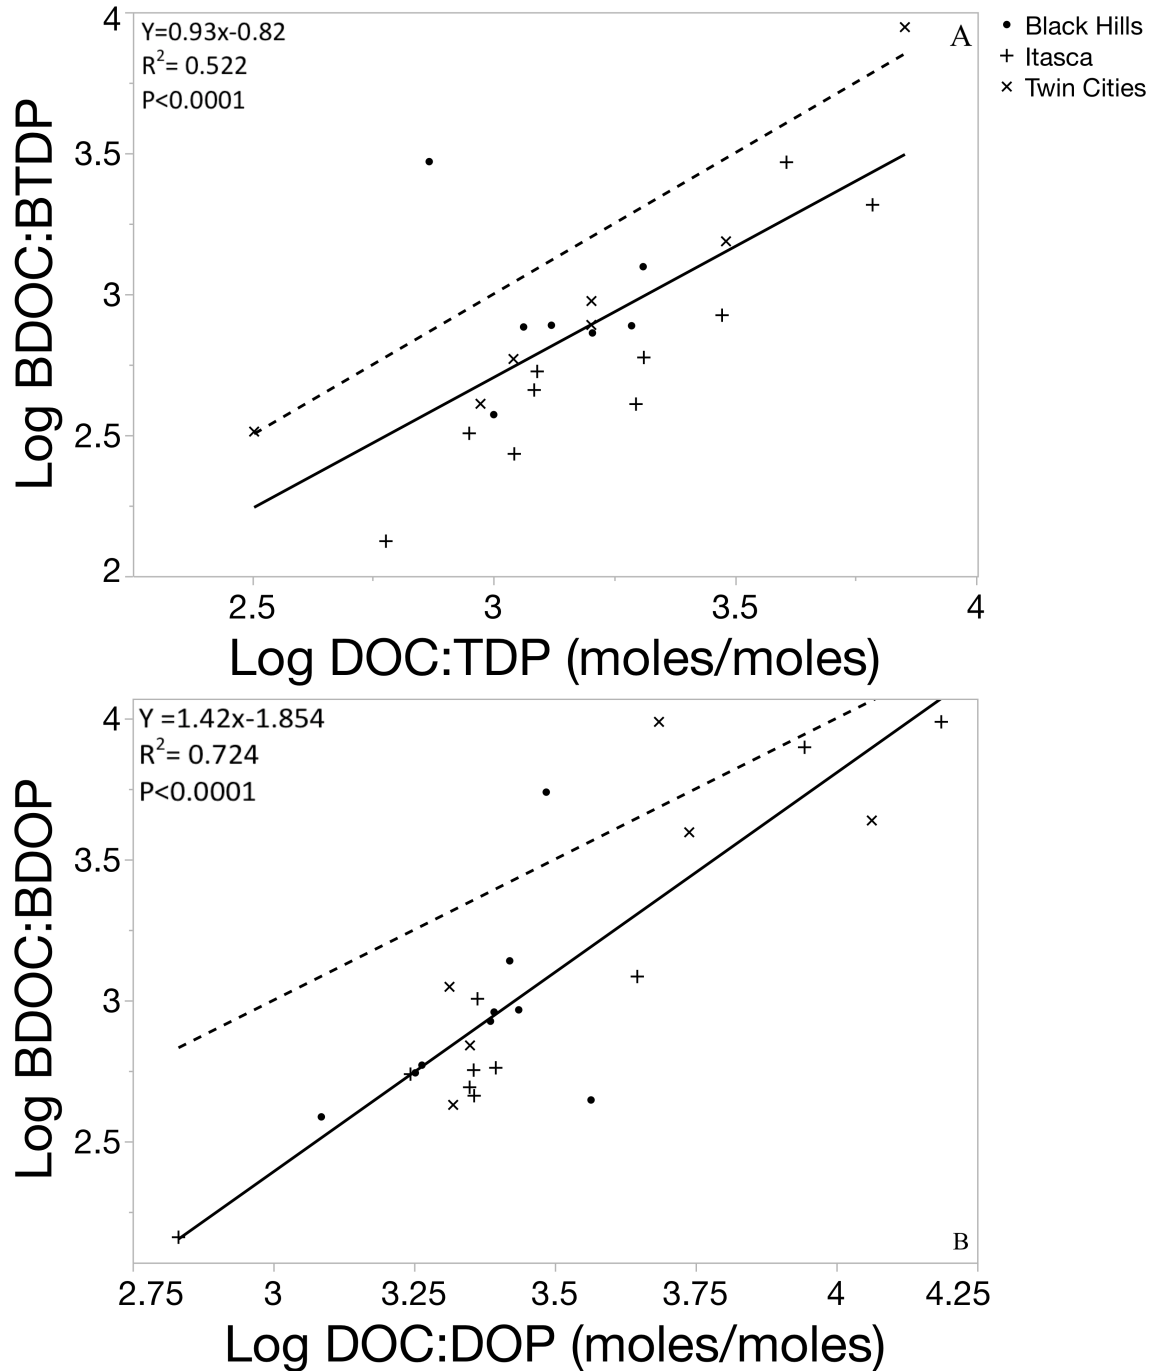 Y=0.93x-0.82
R²= 0.522
P<0.0001
A
Black Hills
Itasca
Twin Cities
Log BDOC:BTDP
4
3.5
3
2.5
2
2.5 3 3.5 4
Log DOC:TDP (moles/moles)
Y =1.42x-1.854
R²= 0.724
P<0.0001
Log BDOC:BDOP
4
3.5
3
2.5
B
2.75 3 3.25 3.5 3.75 4 4.25
Log DOC:DOP (moles/moles)